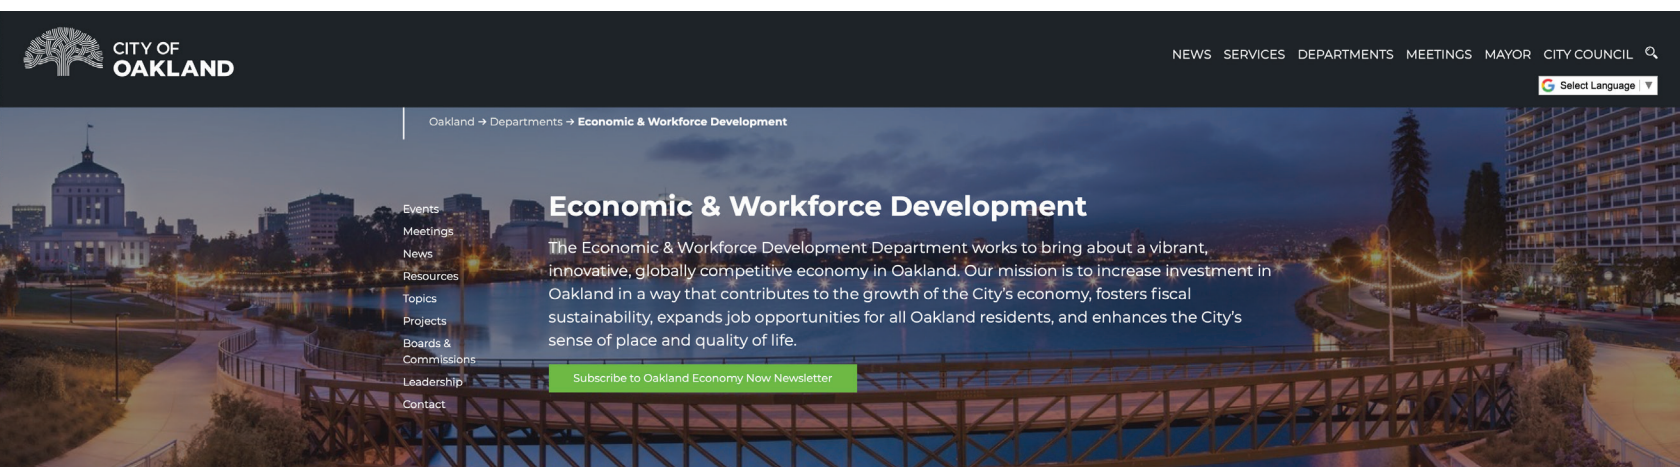 CITY OF
OAKLAND
NEWS SERVICES DEPARTMENTS MEETINGS MAYOR CITY COUNCIL
Select Language ▼
Oakland → Departments → Economic & Workforce Development
Events
Meetings
News
Resources
Topics
Projects
Boards &
Commissions
Leadership
Contact
Economic & Workforce Development
The Economic & Workforce Development Department works to bring about a vibrant,
innovative, globally competitive economy in Oakland. Our mission is to increase investment in
Oakland in a way that contributes to the growth of the City's economy, fosters fiscal
sustainability, expands job opportunities for all Oakland residents, and enhances the City's
sense of place and quality of life.
Subscribe to Oakland Economy Now Newsletter